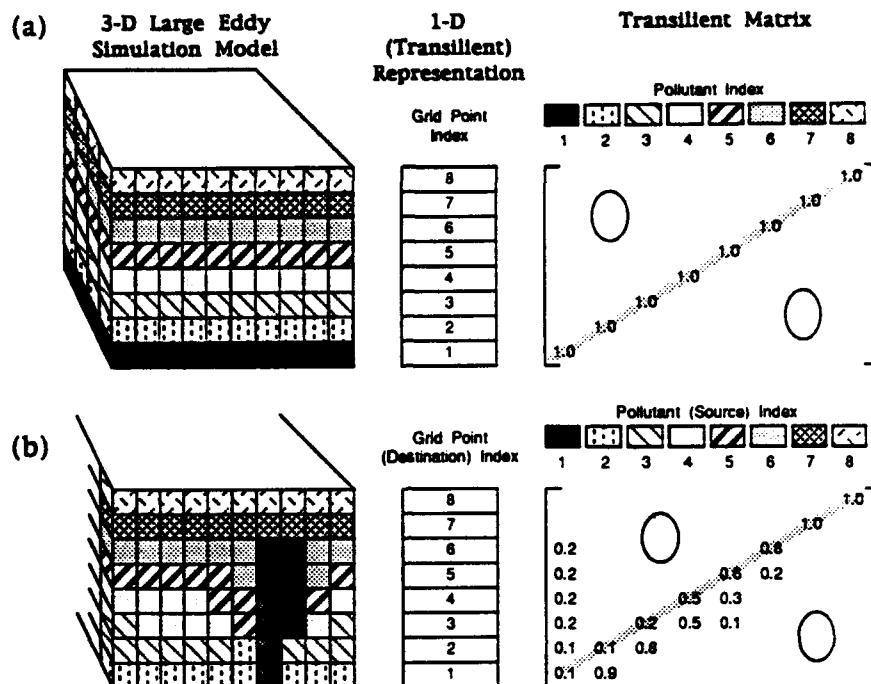 (a)
3-D Large Eddy
Simulation Model
1-D
(Transilient)
Representation
Transilient Matrix
Grid Point
Index
8
7
6
5
4
3
2
1
Pollutant Index
1 2 3 4 5 6 7 8
1.0
1.0
1.0
1.0
1.0
1.0
1.0
1.0
(b)
Grid Point
(Destination) Index
8
7
6
5
4
3
2
1
Pollutant (Source) Index
1 2 3 4 5 6 7 8
1.0
1.0
0.2 0.8
0.2 0.6 0.2
0.2 0.5 0.3
0.2 0.2 0.5 0.1
0.1 0.1 0.8
0.1 0.9